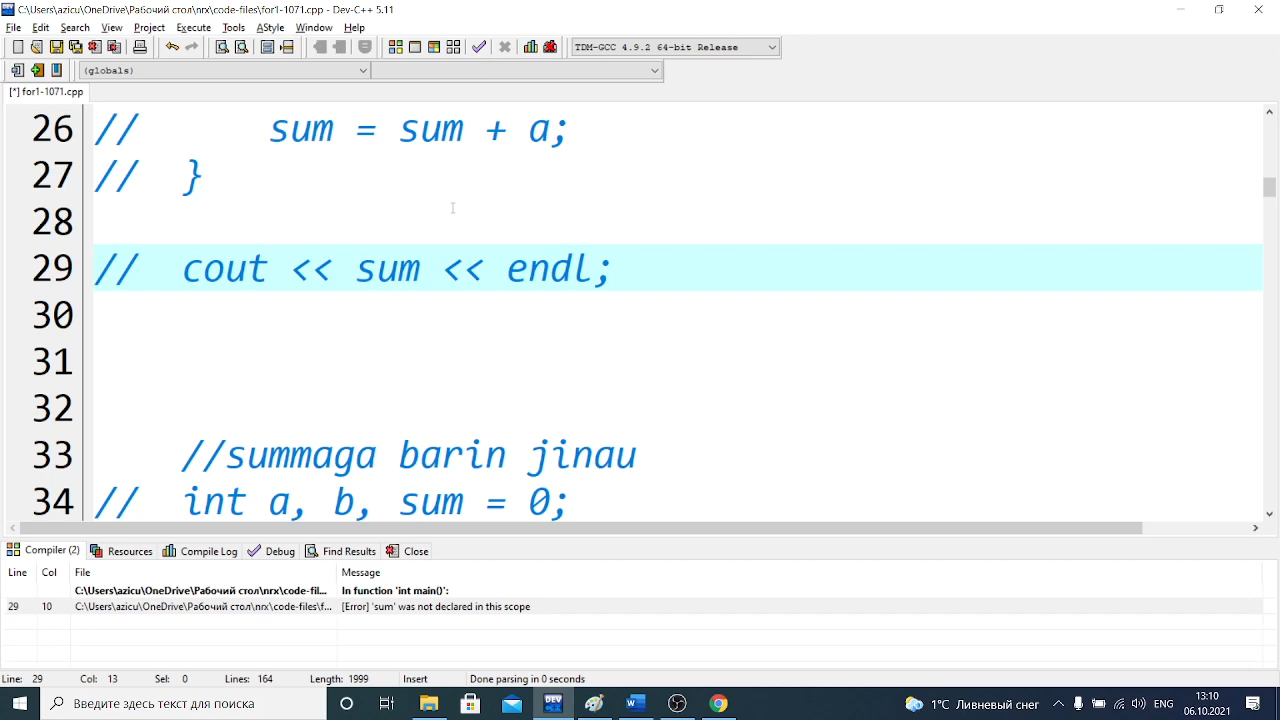 C:\Users\azicu\OneDrive\Рабочий стол\nrx\code-files\for1-1071.cpp - Dev-C++ 5.11
File Edit Search View Project Execute Tools AStyle Window Help
TDM-GCC 4.9.2 64-bit Release
(globals)
[*] for1-1071.cpp
26 // sum = sum + a;
27 // }
28
29 // cout << sum << endl;
30
31
32
33 //summaga barin jinau
34 // int a, b, sum = 0;
Compiler (2) Resources Compile Log Debug Find Results Close
Line Col File Message
C:\Users\azicu\OneDrive\Рабочий стол\nrx\code-fil... In function 'int main()':
29 10 C:\Users\azicu\OneDrive\Рабочий стол\nrx\code-files\f... [Error] 'sum' was not declared in this scope
Line: 29 Col: 13 Sel: 0 Lines: 164 Length: 1999 Insert Done parsing in 0 seconds
Введите здесь текст для поиска
DEV
1°C Ливневый снег
ENG
13:10
06.10.2021